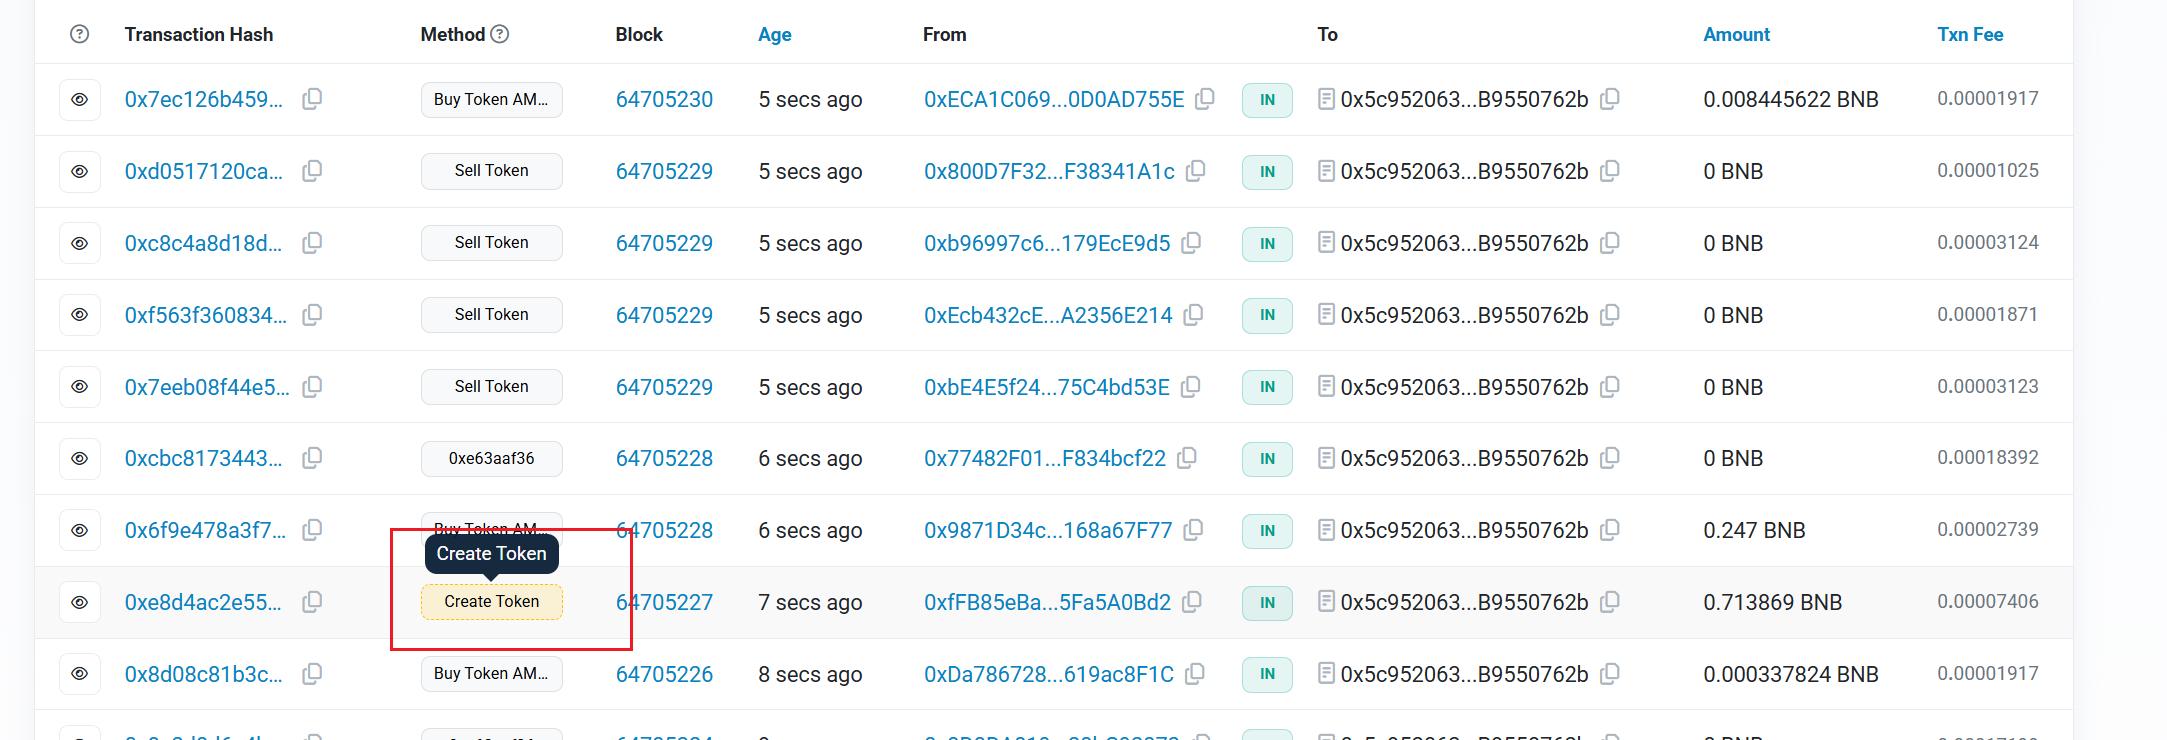 Transaction Hash Method Block Age From To Amount Txn Fee
0x7ec126b459... Buy Token AM... 64705230 5 secs ago 0xECA1C069...0D0AD755E IN 0x5c952063...B9550762b 0.008445622 BNB 0.00001917
0xd0517120ca... Sell Token 64705229 5 secs ago 0x800D7F32...F38341A1c IN 0x5c952063...B9550762b 0 BNB 0.00001025
0xc8c4a8d18d... Sell Token 64705229 5 secs ago 0xb96997c6...179EcE9d5 IN 0x5c952063...B9550762b 0 BNB 0.00003124
0xf563f360834... Sell Token 64705229 5 secs ago 0xEcb432cE...A2356E214 IN 0x5c952063...B9550762b 0 BNB 0.00001871
0x7eeb08f44e5... Sell Token 64705229 5 secs ago 0xbE4E5f24...75C4bd53E IN 0x5c952063...B9550762b 0 BNB 0.00003123
0xcbc8173443... 0xe63aaf36 64705228 6 secs ago 0x77482F01...F834bcf22 IN 0x5c952063...B9550762b 0 BNB 0.00018392
0x6f9e478a3f7... Buy Token AM... 64705228 6 secs ago 0x9871D34c...168a67F77 IN 0x5c952063...B9550762b 0.247 BNB 0.00002739
Create Token
0xe8d4ac2e55... Create Token 64705227 7 secs ago 0xfFB85eBa...5Fa5A0Bd2 IN 0x5c952063...B9550762b 0.713869 BNB 0.00007406
0x8d08c81b3c... Buy Token AM... 64705226 8 secs ago 0xDa786728...619ac8F1C IN 0x5c952063...B9550762b 0.000337824 BNB 0.00001917